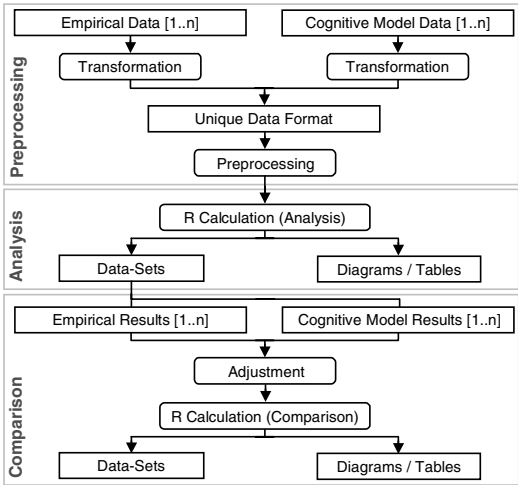 Preprocessing
Empirical Data [1..n]
Cognitive Model Data [1..n]
Transformation
Transformation
Unique Data Format
Preprocessing
Analysis
R Calculation (Analysis)
Data-Sets
Diagrams / Tables
Comparison
Empirical Results [1..n]
Cognitive Model Results [1..n]
Adjustment
R Calculation (Comparison)
Data-Sets
Diagrams / Tables